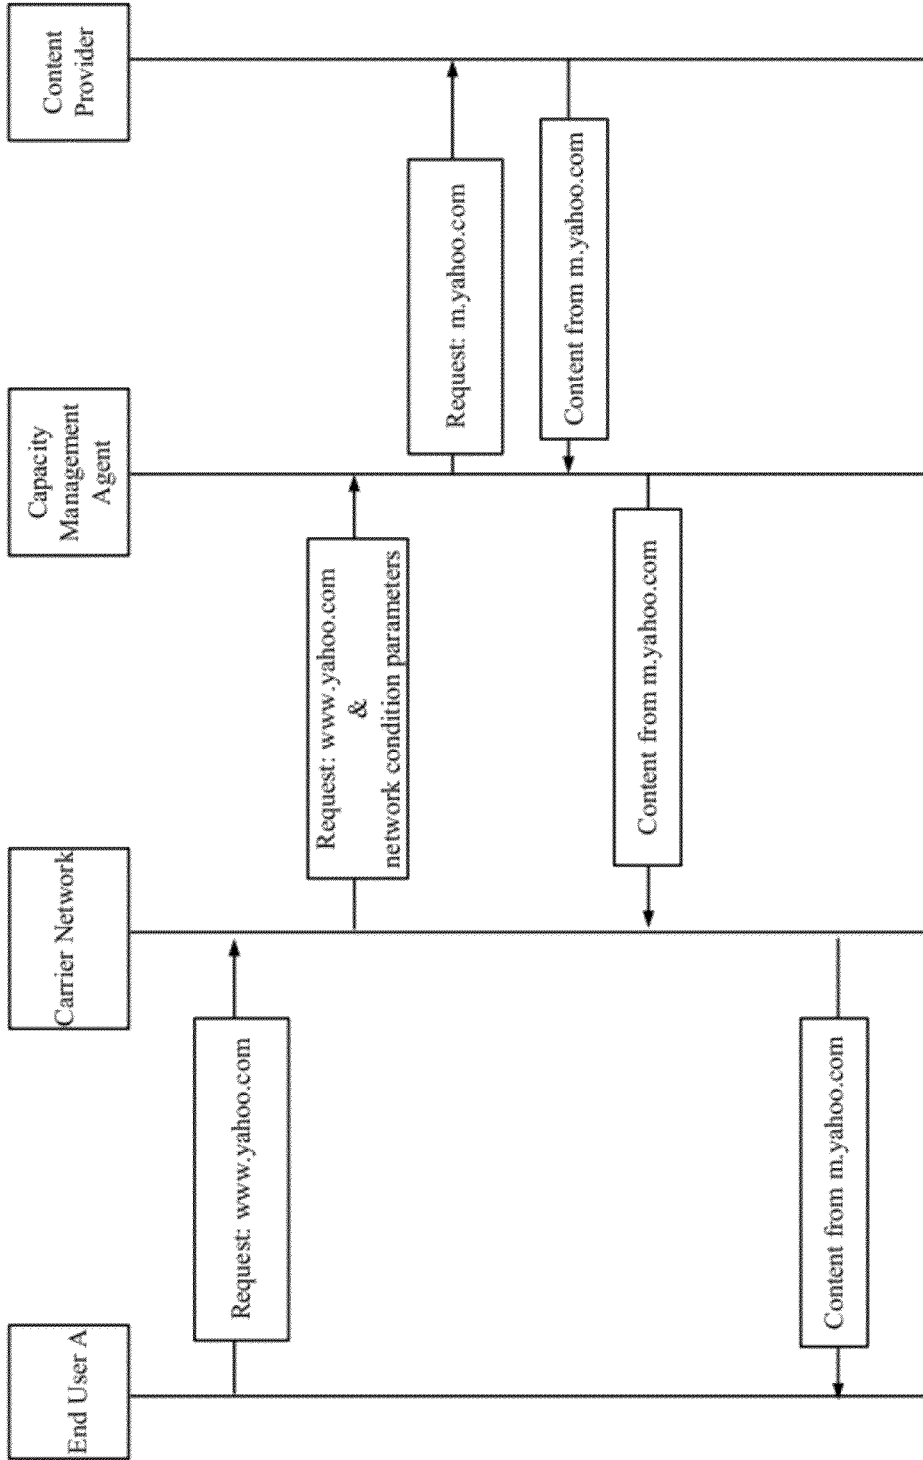 End User A
Carrier Network
Capacity
Management
Agent
Content
Provider
Request: www.yahoo.com
Request: www.yahoo.com
&
network condition parameters
Request: m.yahoo.com
Content from m.yahoo.com
Content from m.yahoo.com
Content from m.yahoo.com